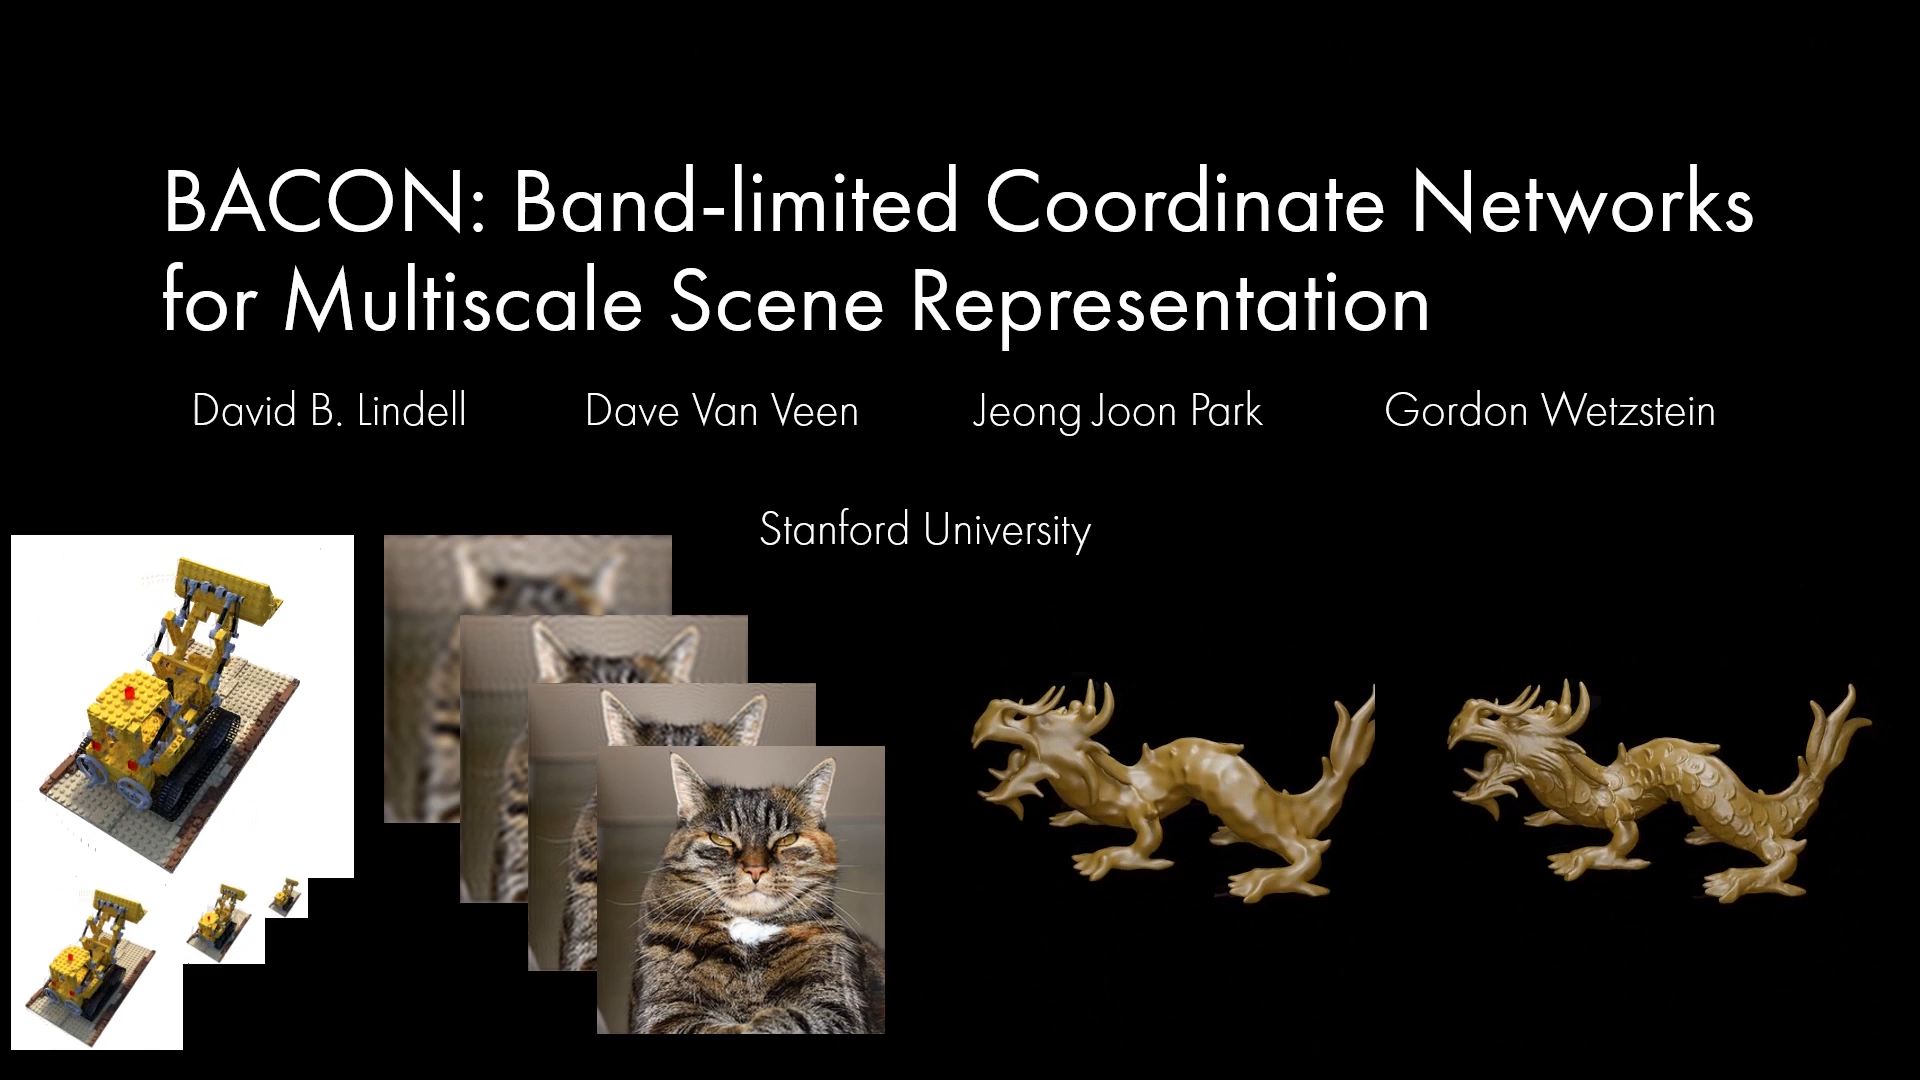 BACON: Band-limited Coordinate Networks
for Multiscale Scene Representation
David B. Lindell Dave Van Veen Jeong Joon Park Gordon Wetzstein
Stanford University